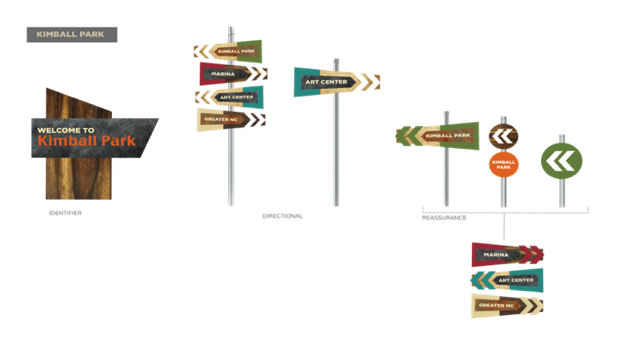 KIMBALL PARK
WELCOME TO
Kimball Park
IDENTIFIER
KIMBALL PARK
MARINA
ART CENTER
GREATER NC
ART CENTER
DIRECTIONAL
KIMBALL PARK
KIMBALL
PARK
REASSURANCE
MARINA
ART CENTER
GREATER NC